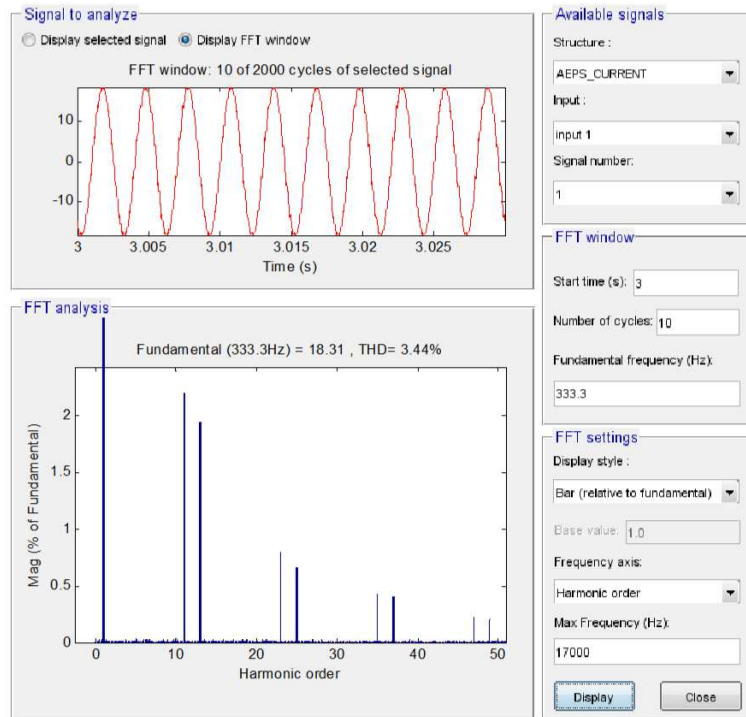 Signal to analyze
Display selected signal
Display FFT window
FFT window: 10 of 2000 cycles of selected signal
10
0
-10
3
3.005
3.01
3.015
3.02
3.025
Time (s)
FFT analysis
Fundamental (333.3Hz) = 18.31 , THD= 3.44%
2
1.5
1
0.5
0
Mag (% of Fundamental)
0
10
20
30
40
50
Harmonic order
Available signals
Structure :
AEPS_CURRENT
Input :
input 1
Signal number:
1
FFT window
Start time (s): 3
Number of cycles: 10
Fundamental frequency (Hz):
333.3
FFT settings
Display style :
Bar (relative to fundamental)
Base value: 1.0
Frequency axis:
Harmonic order
Max Frequency (Hz):
17000
Display
Close